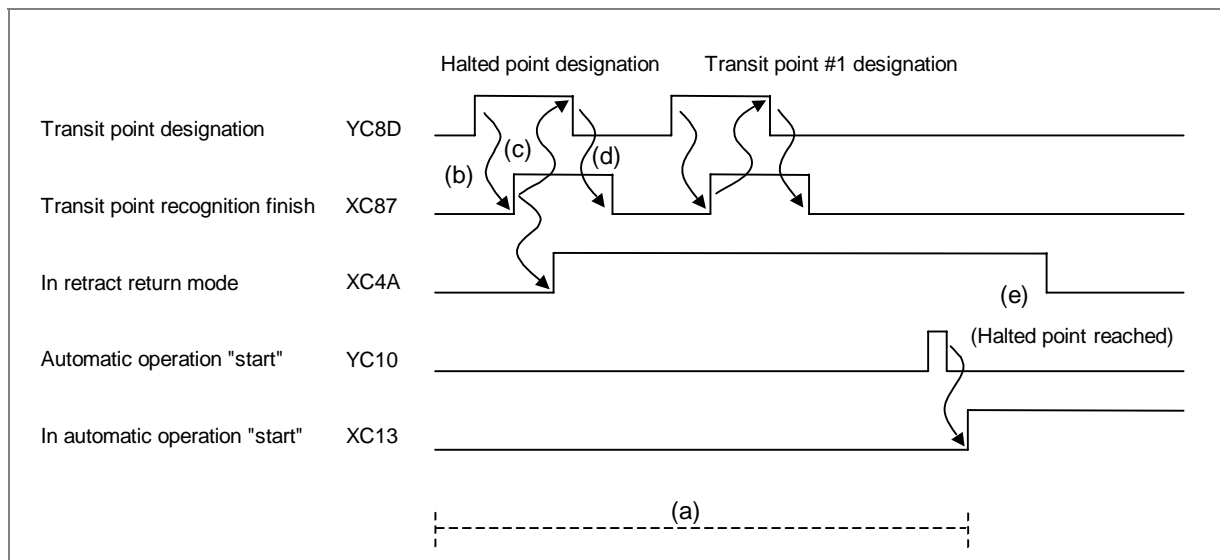 Halted point designation Transit point #1 designation
Transit point designation YC8D
(c) (d)
(b)
Transit point recognition finish XC87
In retract return mode XC4A
(e)
(Halted point reached)
Automatic operation "start" YC10
In automatic operation "start" XC13
(a)